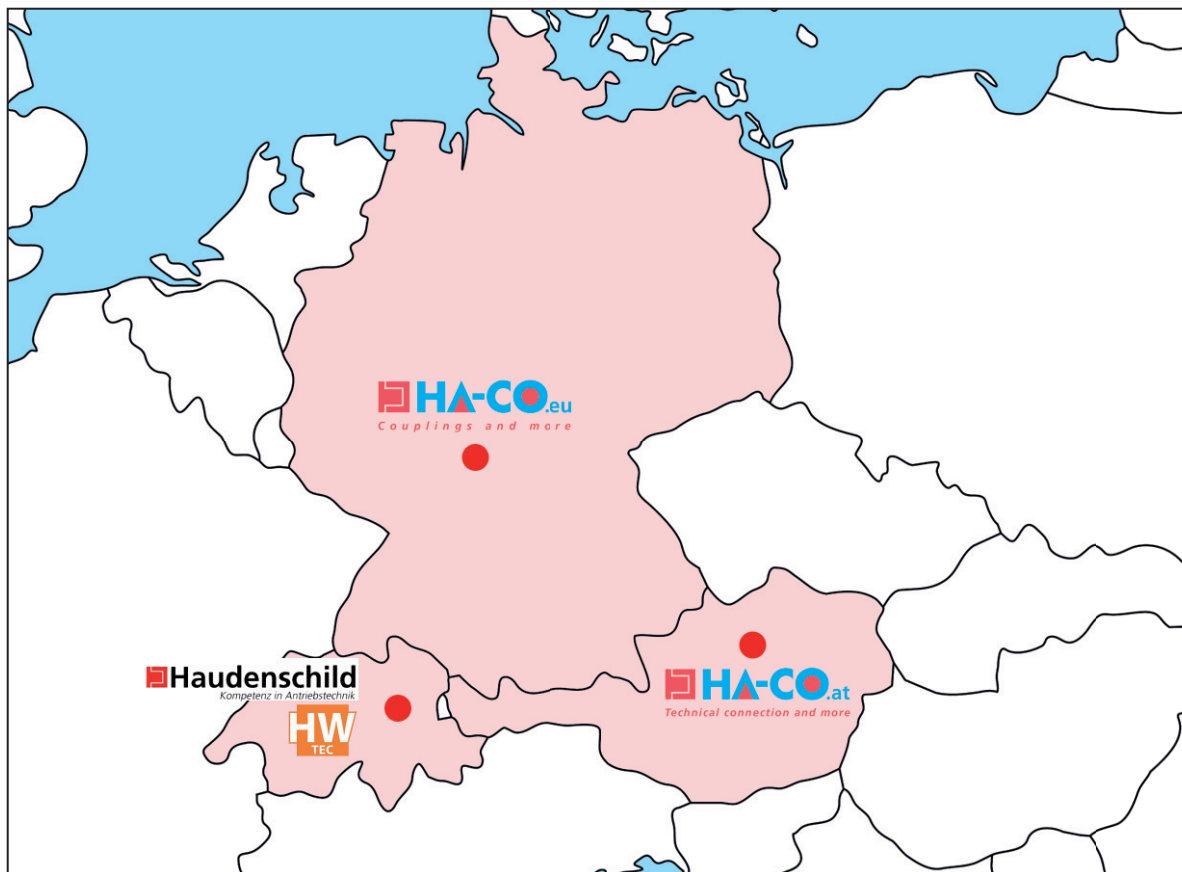 HA-CO.eu
Couplings and more
Haudenschild
Kompetenz in Antriebstechnik
HW
TEC
HA-CO.at
Technical connection and more